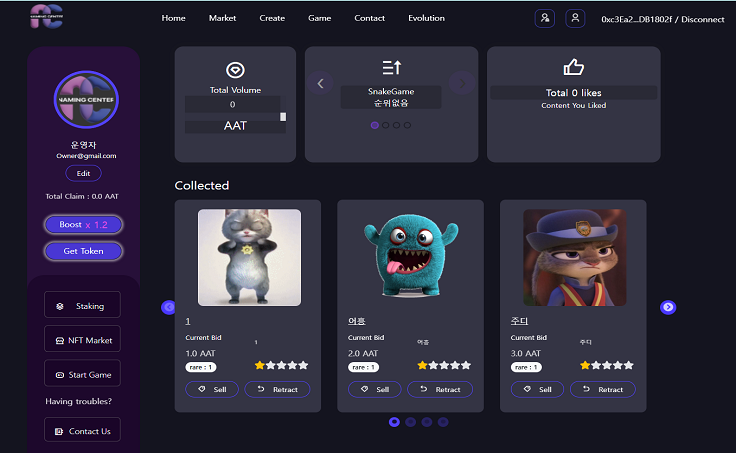 NAMING CENTER
Home
Market
Create
Game
Contact
Evolution
0xc3Ea2...DB1802f / Disconnect
NAMING CENTER
운영자
Owner@gmail.com
Edit
Total Claim : 0.0 AAT
Boost x 1.2
Get Token
Staking
NFT Market
Start Game
Having troubles?
Contact Us
Total Volume
0
AAT
SnakeGame
순위없음
Total 0 likes
Content You Liked
Collected
1
Current Bid
1
1.0 AAT
rare : 1
Sell
Retract
어흥
Current Bid
어흥
2.0 AAT
rare : 1
Sell
Retract
주디
Current Bid
주디
3.0 AAT
rare : 1
Sell
Retract